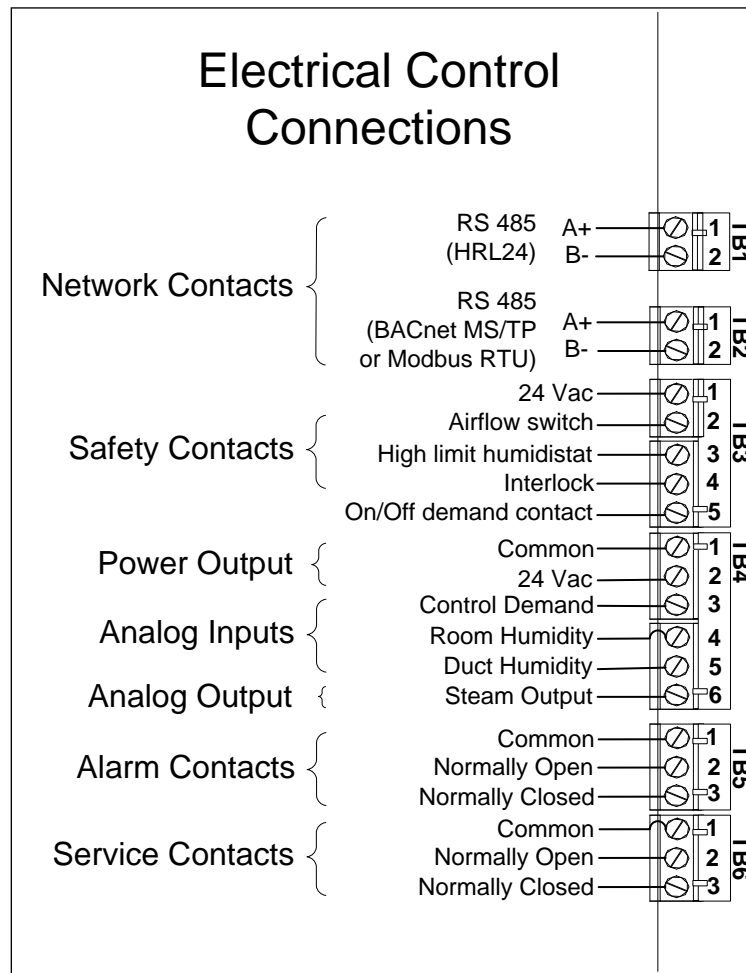 Electrical Control
Connections
Network Contacts
RS 485
(HRL24)
A+
B-
1
2
TB1
RS 485
(BACnet MS/TP
or Modbus RTU)
A+
B-
1
2
TB2
Safety Contacts
24 Vac 1
Airflow switch 2
High limit humidistat 3
Interlock 4
On/Off demand contact 5
TB3
Power Output
Common 1
24 Vac 2
Analog Inputs
Control Demand 3
Room Humidity 4
Duct Humidity 5
Analog Output
Steam Output 6
TB4
Alarm Contacts
Common 1
Normally Open 2
Normally Closed 3
TB5
Service Contacts
Common 1
Normally Open 2
Normally Closed 3
TB6